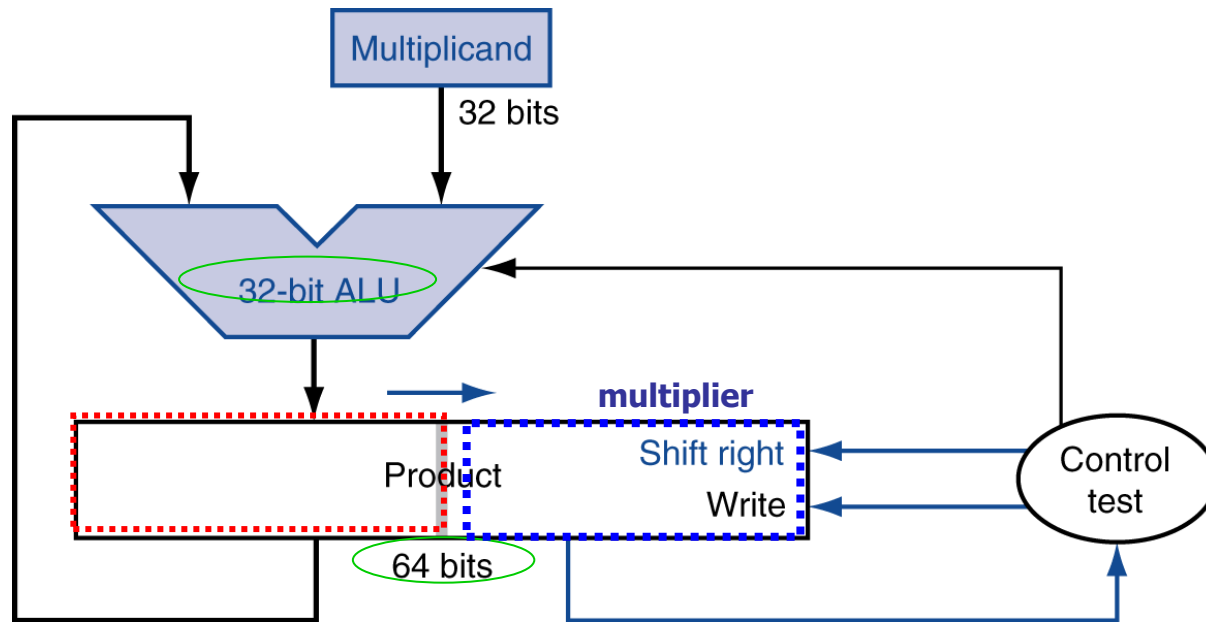 Multiplicand
32 bits
32-bit ALU
multiplier
Shift right
Product
Write
64 bits
Control
test